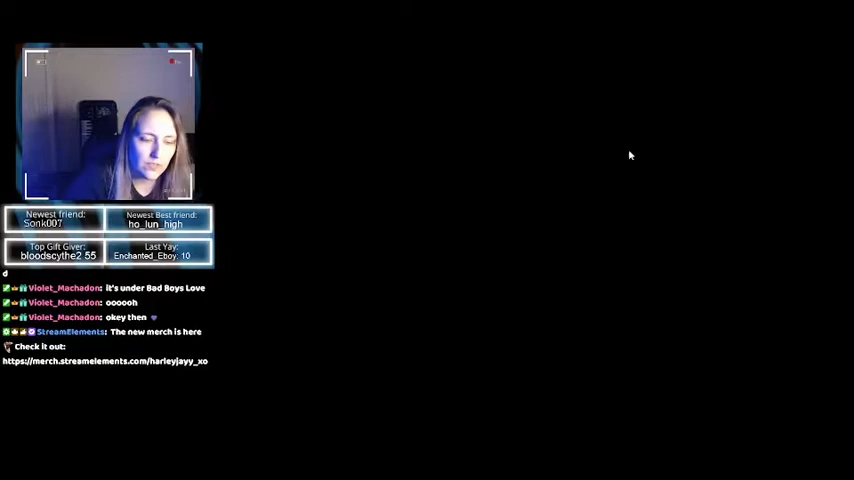 Newest friend:
Sonk007
Newest Best friend:
ho_lun_high
Top Gift Giver:
bloodscythe2 55
Last Yay:
Enchanted_Eboy: 10
d
Violet_Machadon: it's under Bad Boys Love
Violet_Machadon: oooooh
Violet_Machadon: okey then
StreamElements: The new merch is here
Check it out:
https://merch.streamelements.com/harleyjayy_xo